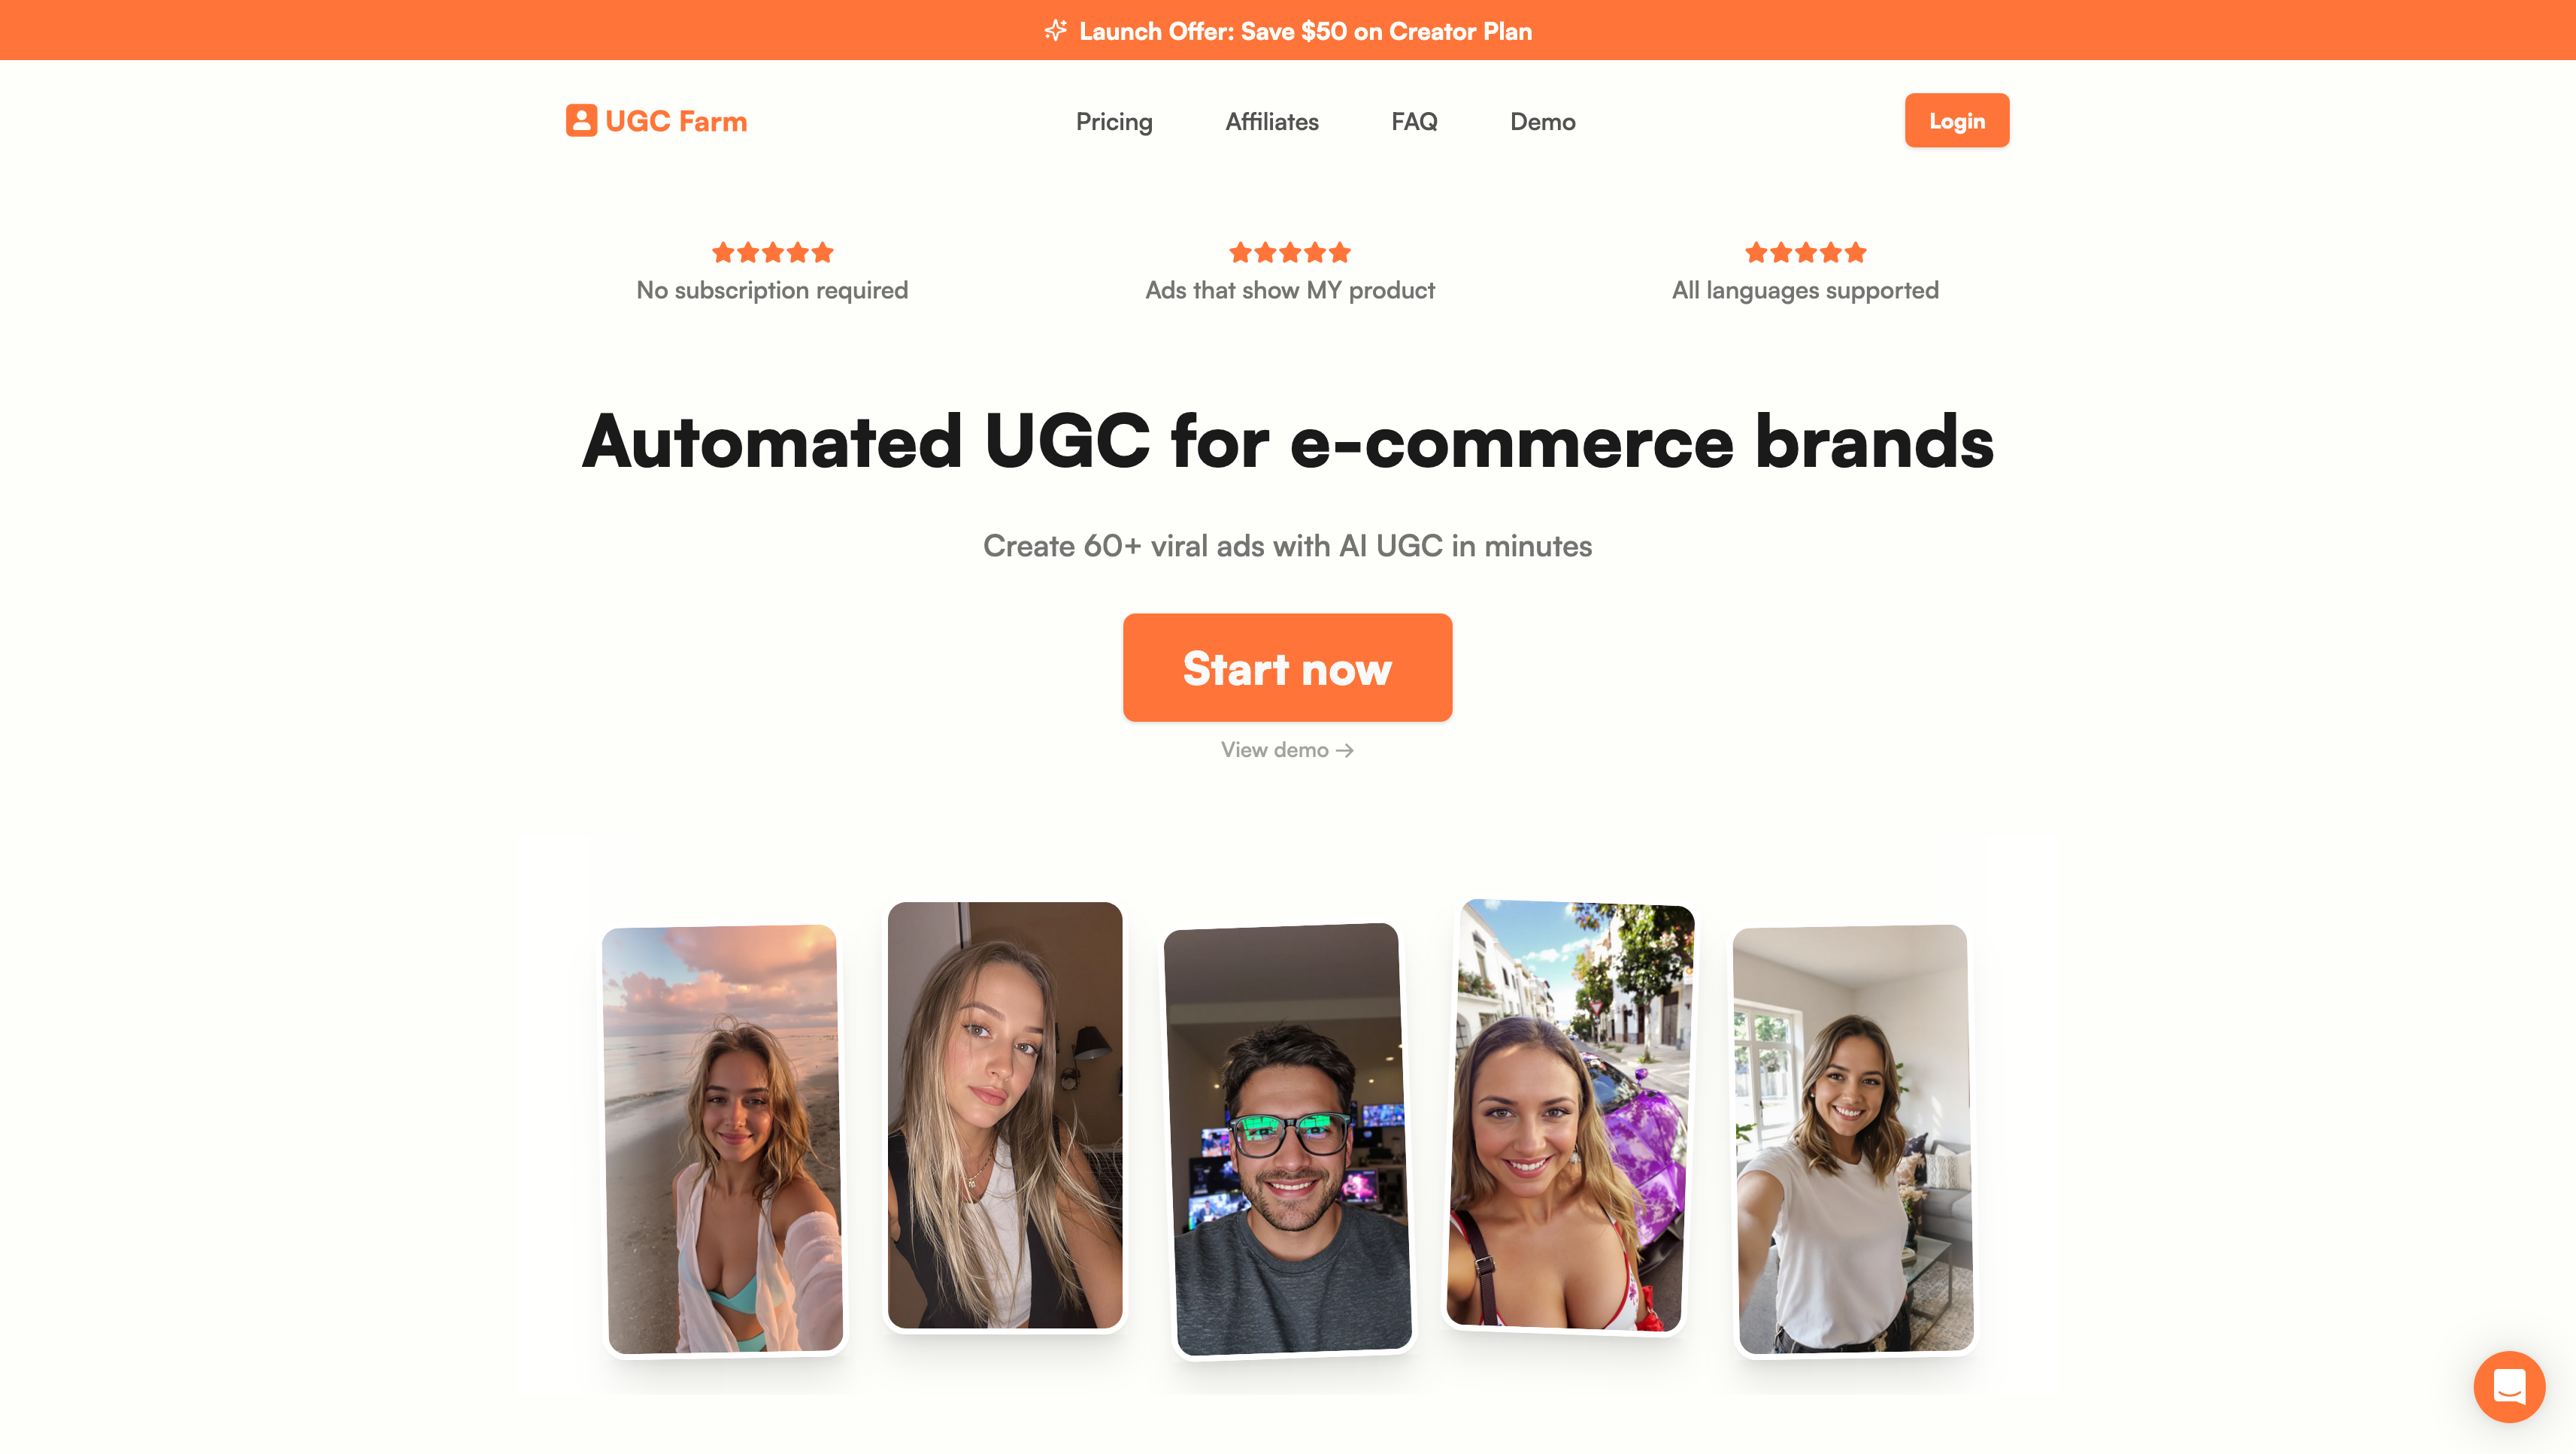 Launch Offer: Save $50 on Creator Plan
UGC Farm
Pricing
Affiliates
FAQ
Demo
Login
No subscription required
Ads that show MY product
All languages supported
Automated UGC for e-commerce brands
Create 60+ viral ads with AI UGC in minutes
Start now
View demo →